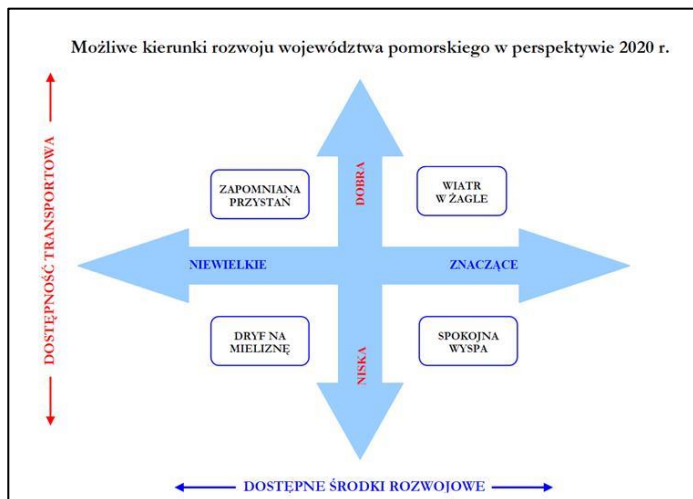 Możliwe kierunki rozwoju województwa pomorskiego w perspektywie 2020 r.
DOSTĘPNOŚĆ TRANSPORTOWA
DOBRA
ZAPOMNIANA
PRZYSTAŃ
WIATR
W ŻAGLE
NIEWIELKIE
ZNACZĄCE
DRYF NA
MIELIZNĘ
SPOKOJNA
WYSPA
NISKA
DOSTĘPNE ŚRODKI ROZWOJOWE